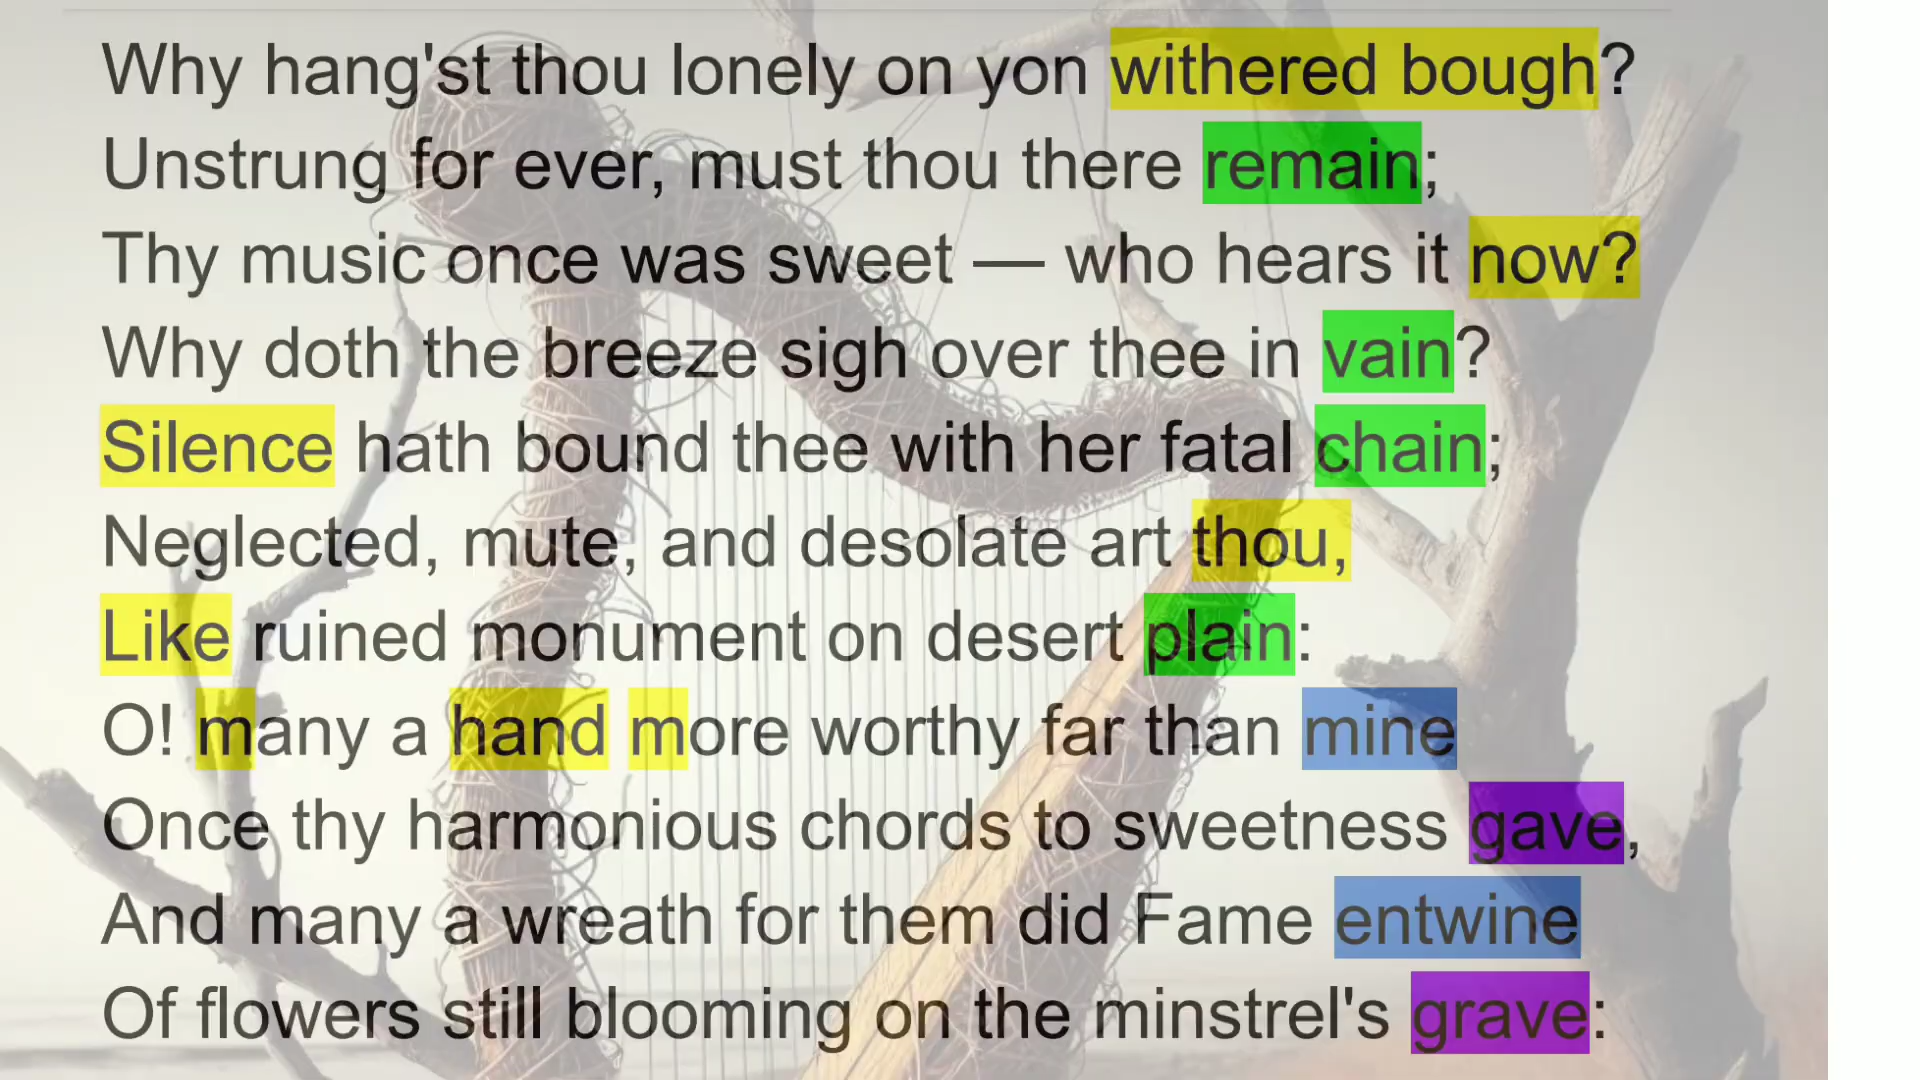 Why hang'st thou lonely on yon withered bough?
Unstrung for ever, must thou there remain;
Thy music once was sweet — who hears it now?
Why doth the breeze sigh over thee in vain?
Silence hath bound thee with her fatal chain;
Neglected, mute, and desolate art thou,
Like ruined monument on desert plain:
O! many a hand more worthy far than mine
Once thy harmonious chords to sweetness gave,
And many a wreath for them did Fame entwine
Of flowers still blooming on the minstrel's grave: